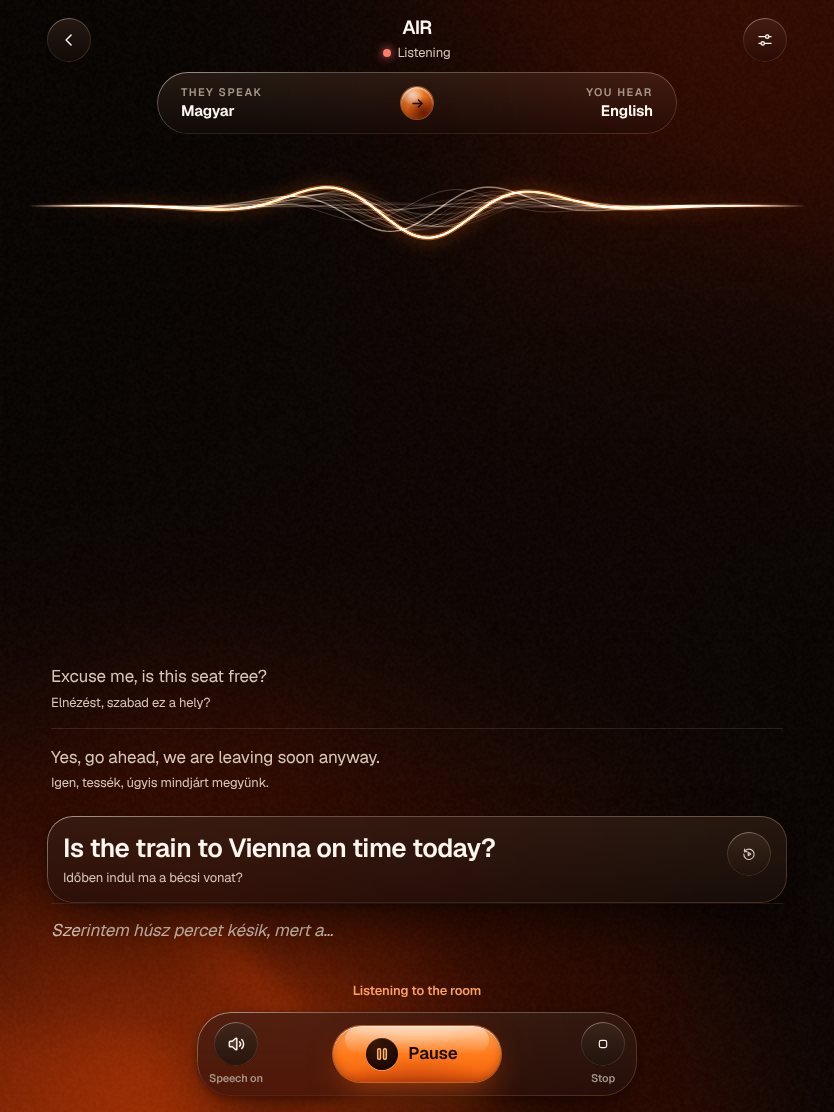 AIR
Listening
THEY SPEAK
Magyar
YOU HEAR
English
Excuse me, is this seat free?
Elnézést, szabad ez a hely?
Yes, go ahead, we are leaving soon anyway.
Igen, tessék, úgyis mindjárt megyünk.
Is the train to Vienna on time today?
Időben indul ma a bécsi vonat?
Szerintem húsz percet késik, mert a...
Listening to the room
Speech on
Pause
Stop